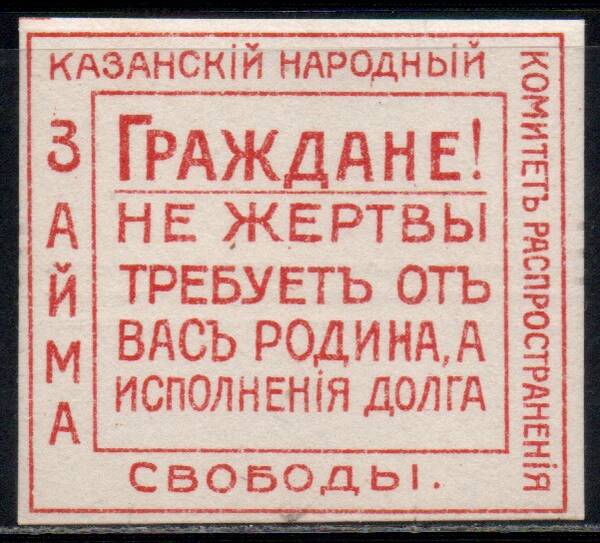 КАЗАНСКІЙ НАРОДНЫЙ
КОМИТЕТЪ РАСПРОСТРАНЕНІЯ
ЗАЙМА
СВОБОДЫ.
ГРАЖДАНЕ!
НЕ ЖЕРТВЫ
ТРЕБУЕТЪ ОТЪ
ВАСЪ РОДИНА, А
ИСПОЛНЕНІЯ ДОЛГА